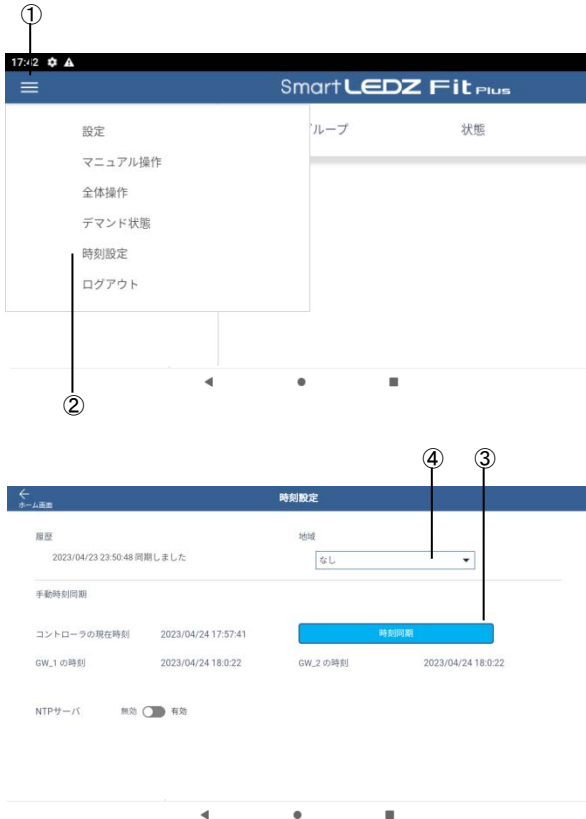 ①
17:42
Smart LEDZ Fit Plus
設定
グループ
状態
マニュアル操作
全体操作
デマンド状態
時刻設定
ログアウト
②
④
③
ホーム画面
時刻設定
履歴
地域
2023/04/23 23:50:48 同期しました
なし
手動時刻同期
コントローラの現在時刻 2023/04/24 17:57:41 時刻同期
GW_1 の時刻 2023/04/24 18:0:22 GW_2 の時刻 2023/04/24 18:0:22
NTPサーバ 無効 有効